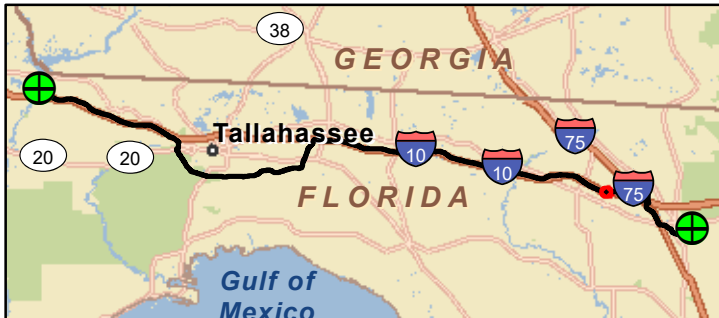 38
GEORGIA
Tallahassee
75
20
20
10
10
75
FLORIDA
Gulf of
Mexico